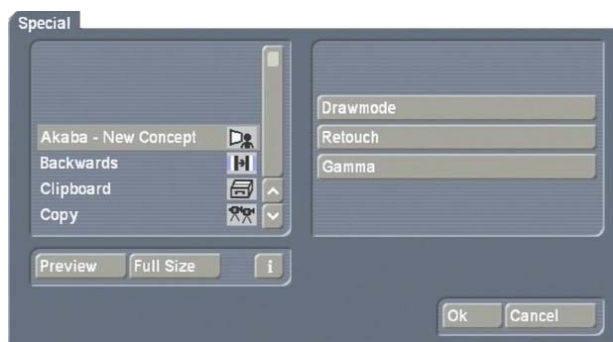 Special
Akaba - New Concept
Backwards
Clipboard
Copy
Drawmode
Retouch
Gamma
Preview
Full Size
i
Ok
Cancel